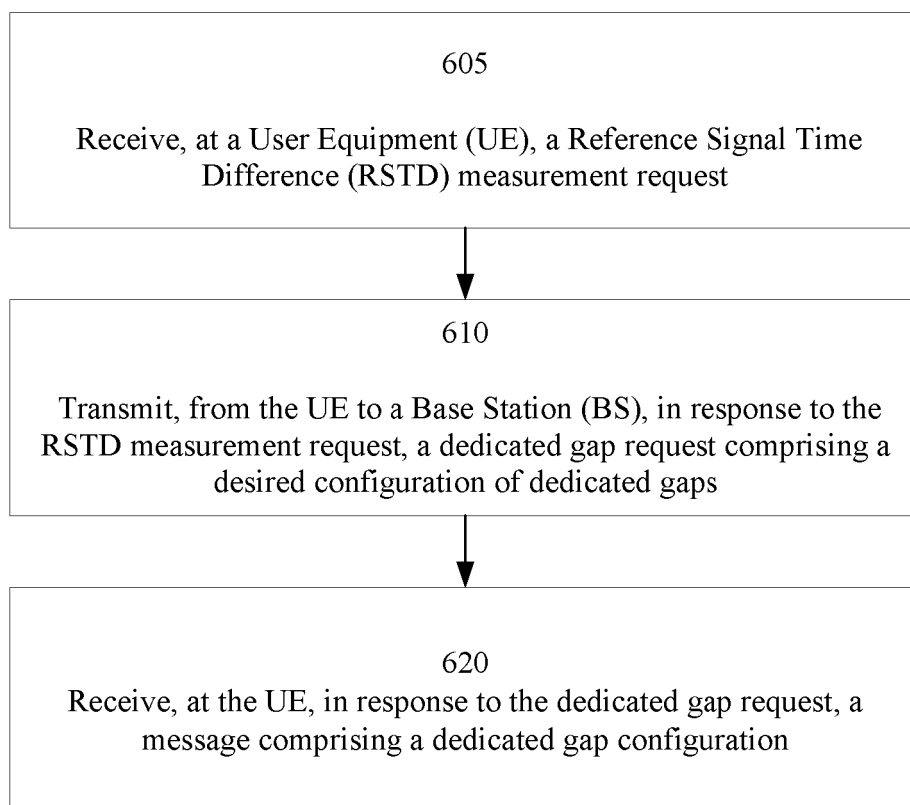 605
Receive, at a User Equipment (UE), a Reference Signal Time
Difference (RSTD) measurement request
610
Transmit, from the UE to a Base Station (BS), in response to the
RSTD measurement request, a dedicated gap request comprising a
desired configuration of dedicated gaps
620
Receive, at the UE, in response to the dedicated gap request, a
message comprising a dedicated gap configuration